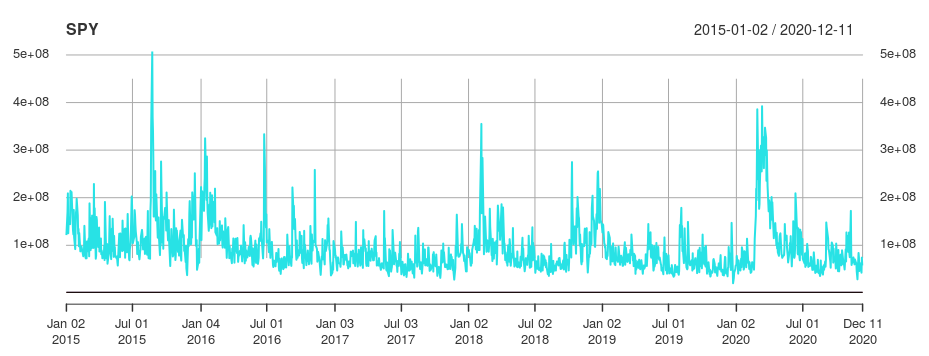 SPY 2015-01-02 / 2020-12-11
5e+08 5e+08
4e+08 4e+08
3e+08 3e+08
2e+08 2e+08
1e+08 1e+08
Jan 02 Jul 01 Jan 04 Jul 01 Jan 03 Jul 03 Jan 02 Jul 02 Jan 02 Jul 01 Jan 02 Jul 01 Dec 11
2015 2015 2016 2016 2017 2017 2018 2018 2019 2019 2020 2020 2020